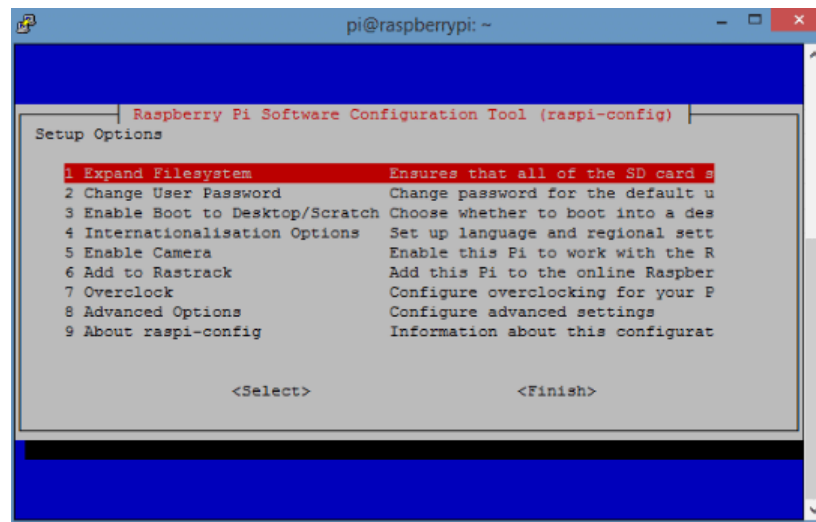 pi@raspberrypi: ~
Raspberry Pi Software Configuration Tool (raspi-config)
Setup Options
1 Expand Filesystem Ensures that all of the SD card s
2 Change User Password Change password for the default u
3 Enable Boot to Desktop/Scratch Choose whether to boot into a des
4 Internationalisation Options Set up language and regional sett
5 Enable Camera Enable this Pi to work with the R
6 Add to Rastrack Add this Pi to the online Raspber
7 Overclock Configure overclocking for your P
8 Advanced Options Configure advanced settings
9 About raspi-config Information about this configurat
<Select> <Finish>